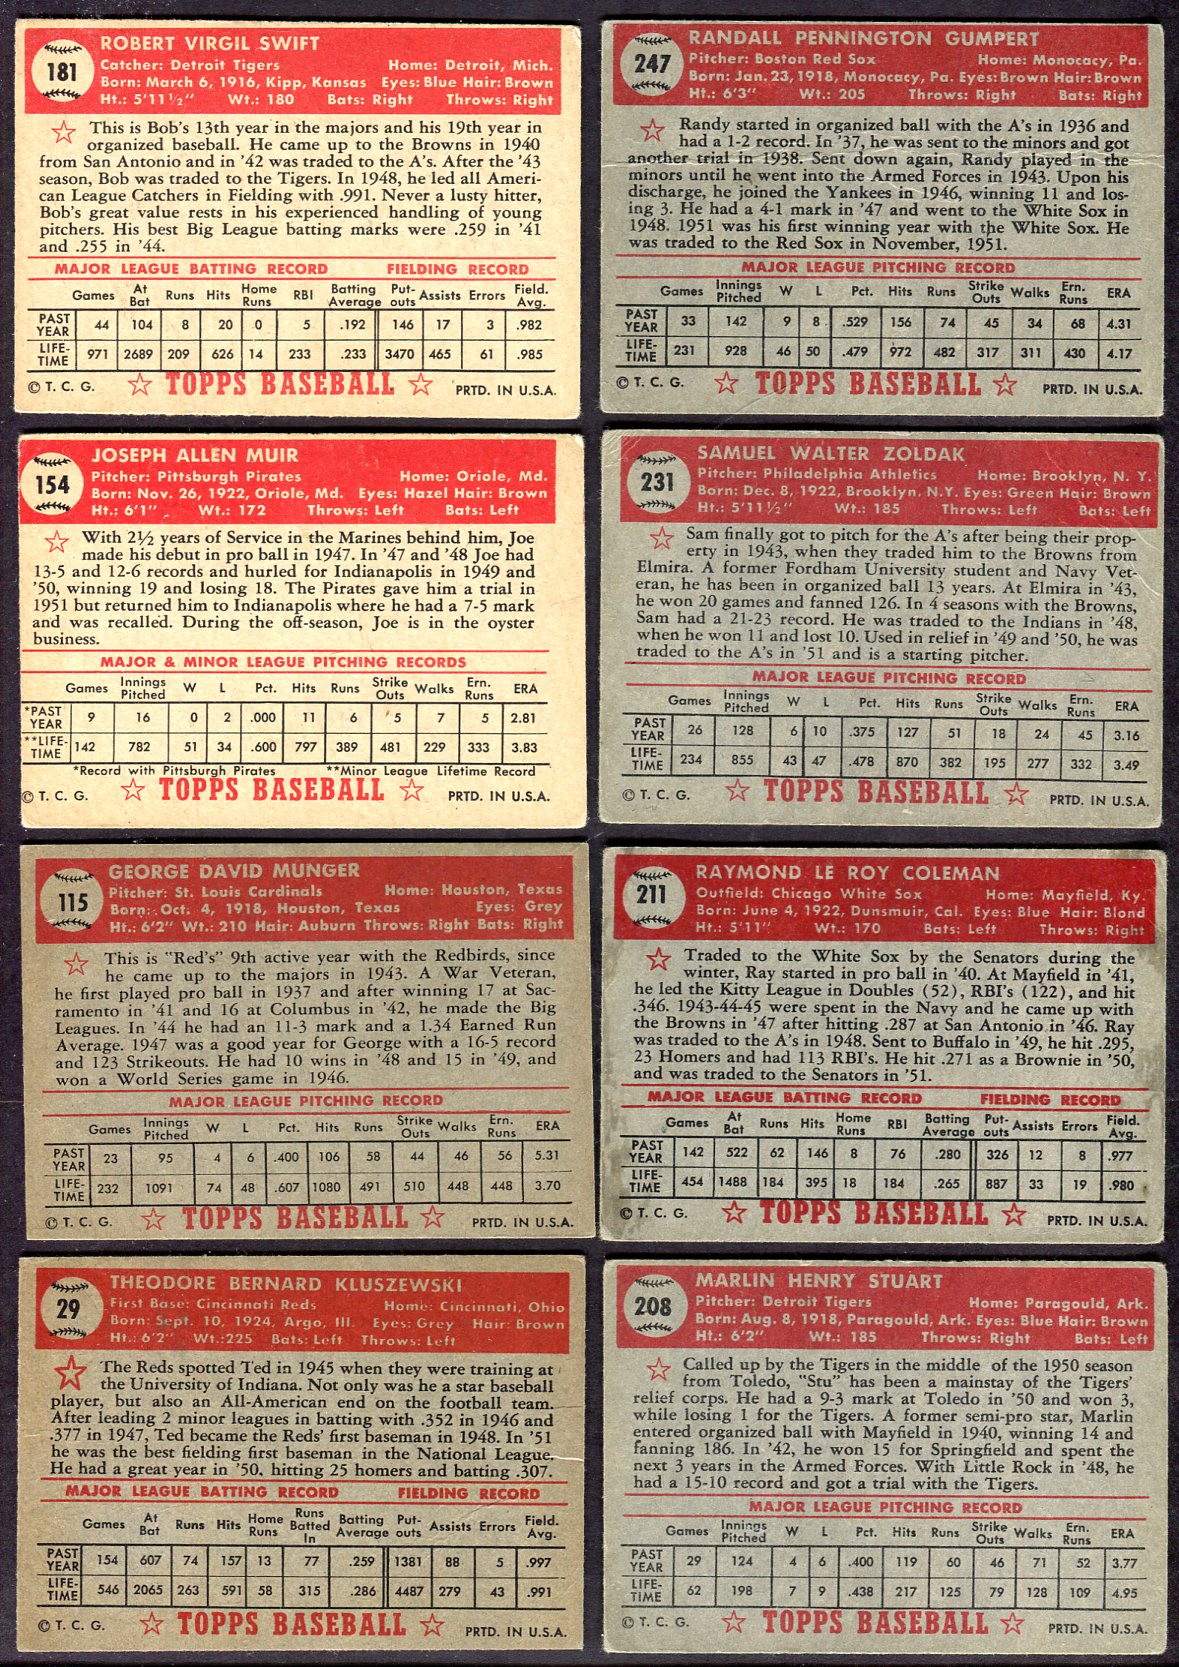 181
ROBERT VIRGIL SWIFT
Catcher: Detroit Tigers Home: Detroit, Mich.
Born: March 6, 1916, Kipp, Kansas Eyes: Blue Hair: Brown
Ht.: 5'11½" Wt.: 180 Bats: Right Throws: Right
This is Bob's 13th year in the majors and his 19th year in
organized baseball. He came up to the Browns in 1940
from San Antonio and in '42 was traded to the A's. After the '43
season, Bob was traded to the Tigers. In 1948, he led all Ameri-
can League Catchers in Fielding with .991. Never a lusty hitter,
Bob's great value rests in his experienced handling of young
pitchers. His best Big League batting marks were .259 in '41
and .255 in '44.
MAJOR LEAGUE BATTING RECORD FIELDING RECORD
Games At Bat Runs Hits Home Runs RBI Batting Average Put-outs Assists Errors Field. Avg.
PAST YEAR 44 104 8 20 0 5 .192 146 17 3 .982
LIFE-TIME 971 2689 209 626 14 233 .233 3470 465 61 .985
© T. C. G. ☆ TOPPS BASEBALL ☆ PRTD. IN U.S.A.
247
RANDALL PENNINGTON GUMPERT
Pitcher: Boston Red Sox Home: Monocacy, Pa.
Born: Jan. 23, 1918, Monocacy, Pa. Eyes: Brown Hair: Brown
Ht.: 6'3" Wt.: 205 Throws: Right Bats: Right
Randy started in organized ball with the A's in 1936 and
had a 1-2 record. In '37, he was sent to the minors and got
another trial in 1938. Sent down again, Randy played in the
minors until he went into the Armed Forces in 1943. Upon his
discharge, he joined the Yankees in 1946, winning 11 and los-
ing 3. He had a 4-1 mark in '47 and went to the White Sox in
1948. 1951 was his first winning year with the White Sox. He
was traded to the Red Sox in November, 1951.
MAJOR LEAGUE PITCHING RECORD
Games Innings Pitched W L Pct. Hits Runs Strike Outs Walks Ern. Runs ERA
PAST YEAR 33 142 9 8 .529 156 74 45 34 68 4.31
LIFE-TIME 231 928 46 50 .479 972 482 317 311 430 4.17
© T. C. G. ☆ TOPPS BASEBALL ☆ PRTD. IN U.S.A.
154
JOSEPH ALLEN MUIR
Pitcher: Pittsburgh Pirates Home: Oriole, Md.
Born: Nov. 26, 1922, Oriole, Md. Eyes: Hazel Hair: Brown
Ht.: 6'1" Wt.: 172 Throws: Left Bats: Left
With 2½ years of Service in the Marines behind him, Joe
made his debut in pro ball in 1947. In '47 and '48 Joe had
13-5 and 12-6 records and hurled for Indianapolis in 1949 and
'50, winning 19 and losing 18. The Pirates gave him a trial in
1951 but returned him to Indianapolis where he had a 7-5 mark
and was recalled. During the off-season, Joe is in the oyster
business.
MAJOR & MINOR LEAGUE PITCHING RECORDS
Games Innings Pitched W L Pct. Hits Runs Strike Outs Walks Ern. Runs ERA
*PAST YEAR 9 16 0 2 .000 11 6 5 7 5 2.81
**LIFE-TIME 142 782 51 34 .600 797 389 481 229 333 3.83
*Record with Pittsburgh Pirates **Minor League Lifetime Record
© T. C. G. ☆ TOPPS BASEBALL ☆ PRTD. IN U.S.A.
231
SAMUEL WALTER ZOLDAK
Pitcher: Philadelphia Athletics Home: Brooklyn, N. Y.
Born: Dec. 8, 1922, Brooklyn, N.Y. Eyes: Green Hair: Brown
Ht.: 5'11½" Wt.: 185 Throws: Left Bats: Left
Sam finally got to pitch for the A's after being their prop-
erty in 1943, when they traded him to the Browns from
Elmira. A former Fordham University student and Navy Vet-
eran, he has been in organized ball 13 years. At Elmira in '43,
he won 20 games and fanned 126. In 4 seasons with the Browns,
Sam had a 21-23 record. He was traded to the Indians in '48,
when he won 11 and lost 10. Used in relief in '49 and '50, he was
traded to the A's in '51 and is a starting pitcher.
MAJOR LEAGUE PITCHING RECORD
Games Innings Pitched W L Pct. Hits Runs Strike Outs Walks Ern. Runs ERA
PAST YEAR 26 128 6 10 .375 127 51 18 24 45 3.16
LIFE-TIME 234 855 43 47 .478 870 382 195 277 332 3.49
© T. C. G. ☆ TOPPS BASEBALL ☆ PRTD. IN U.S.A.
115
GEORGE DAVID MUNGER
Pitcher: St. Louis Cardinals Home: Houston, Texas
Born: Oct. 4, 1918, Houston, Texas Eyes: Grey
Ht.: 6'2" Wt.: 210 Hair: Auburn Throws: Right Bats: Right
This is "Red's" 9th active year with the Redbirds, since
he came up to the majors in 1943. A War Veteran,
he first played pro ball in 1937 and after winning 17 at Sac-
ramento in '41 and 16 at Columbus in '42, he made the Big
Leagues. In '44 he had an 11-3 mark and a 1.34 Earned Run
Average. 1947 was a good year for George with a 16-5 record
and 123 Strikeouts. He had 10 wins in '48 and 15 in '49, and
won a World Series game in 1946.
MAJOR LEAGUE PITCHING RECORD
Games Innings Pitched W L Pct. Hits Runs Strike Outs Walks Ern. Runs ERA
PAST YEAR 23 95 4 6 .400 106 58 44 46 56 5.31
LIFE-TIME 232 1091 74 48 .607 1080 491 510 448 448 3.70
© T. C. G. ☆ TOPPS BASEBALL ☆ PRTD. IN U.S.A.
211
RAYMOND LE ROY COLEMAN
Outfield: Chicago White Sox Home: Mayfield, Ky.
Born: June 4, 1922, Dunsmuir, Cal. Eyes: Blue Hair: Blond
Ht.: 5'11" Wt.: 170 Bats: Left Throws: Right
Traded to the White Sox by the Senators during the
winter, Ray started in pro ball in '40. At Mayfield in '41,
he led the Kitty League in Doubles (52), RBI's (122), and hit
.346. 1943-44-45 were spent in the Navy and he came up with
the Browns in '47 after hitting .287 at San Antonio in '46. Ray
was traded to the A's in 1948. Sent to Buffalo in '49, he hit .295,
23 Homers and had 113 RBI's. He hit .271 as a Brownie in '50,
and was traded to the Senators in '51.
MAJOR LEAGUE BATTING RECORD FIELDING RECORD
Games At Bat Runs Hits Home Runs RBI Batting Average Put-outs Assists Errors Field. Avg.
PAST YEAR 142 522 62 146 8 76 .280 326 12 8 .977
LIFE-TIME 454 1488 184 395 18 184 .265 887 33 19 .980
© T. C. G. ☆ TOPPS BASEBALL ☆ PRTD. IN U.S.A.
29
THEODORE BERNARD KLUSZEWSKI
First Base: Cincinnati Reds Home: Cincinnati, Ohio
Born: Sept. 10, 1924, Argo, Ill. Eyes: Grey Hair: Brown
Ht.: 6'2" Wt.: 225 Bats: Left Throws: Left
The Reds spotted Ted in 1945 when they were training at
the University of Indiana. Not only was he a star baseball
player, but also an All-American end on the football team.
After leading 2 minor leagues in batting with .352 in 1946 and
.377 in 1947, Ted became the Reds' first baseman in 1948. In '51
he was the best fielding first baseman in the National League.
He had a great year in '50, hitting 25 homers and batting .307.
MAJOR LEAGUE BATTING RECORD FIELDING RECORD
Games At Bat Runs Hits Home Runs Runs Batted In Batting Average Put-outs Assists Errors Field. Avg.
PAST YEAR 154 607 74 157 13 77 .259 1381 88 5 .997
LIFE-TIME 546 2065 263 591 58 315 .286 4487 279 43 .991
© T. C. G. ☆ TOPPS BASEBALL ☆ PRTD. IN U.S.A.
208
MARLIN HENRY STUART
Pitcher: Detroit Tigers Home: Paragould, Ark.
Born: Aug. 8, 1918, Paragould, Ark. Eyes: Blue Hair: Brown
Ht.: 6'2" Wt.: 185 Throws: Right Bats: Left
Called up by the Tigers in the middle of the 1950 season
from Toledo, "Stu" has been a mainstay of the Tigers'
relief corps. He had a 9-3 mark at Toledo in '50 and won 3,
while losing 1 for the Tigers. A former semi-pro star, Marlin
entered organized ball with Mayfield in 1940, winning 14 and
fanning 186. In '42, he won 15 for Springfield and spent the
next 3 years in the Armed Forces. With Little Rock in '48, he
had a 15-10 record and got a trial with the Tigers.
MAJOR LEAGUE PITCHING RECORD
Games Innings Pitched W L Pct. Hits Runs Strike Outs Walks Ern. Runs ERA
PAST YEAR 29 124 4 6 .400 119 60 46 71 52 3.77
LIFE-TIME 62 198 7 9 .438 217 125 79 128 109 4.95
© T. C. G. ☆ TOPPS BASEBALL ☆ PRTD. IN U.S.A.